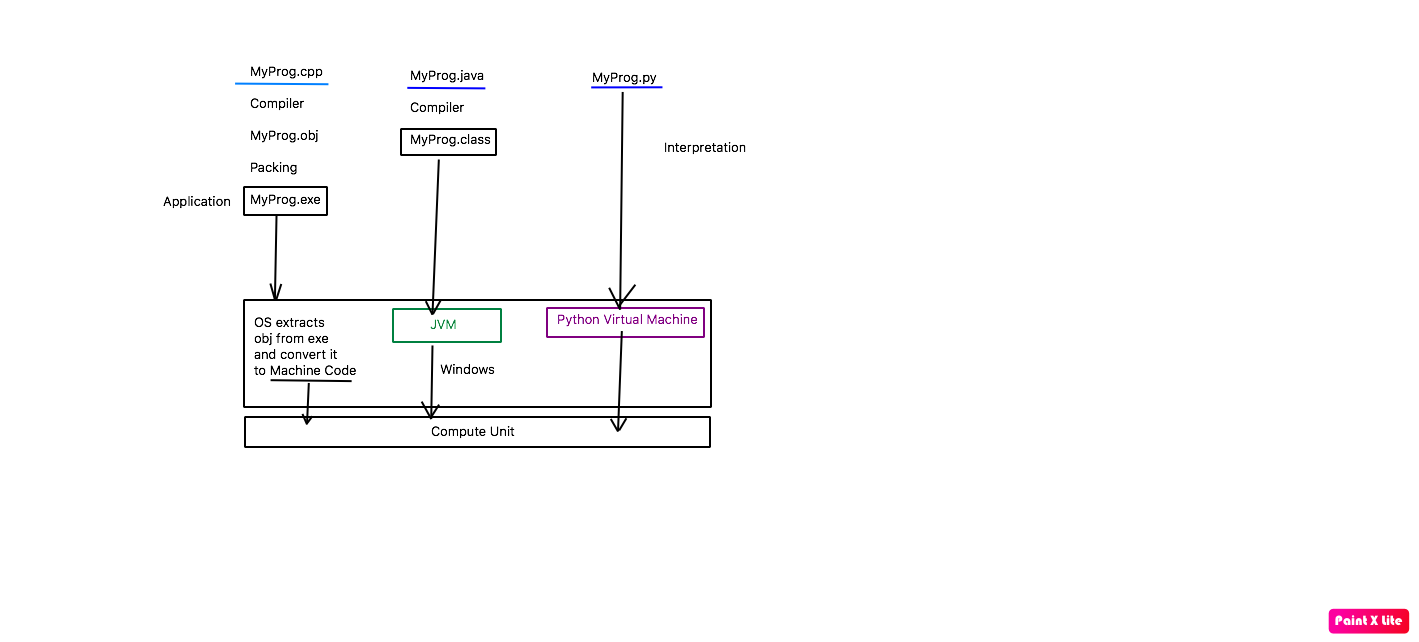 MyProg.cpp
Compiler
MyProg.obj
Packing
Application
MyProg.exe
MyProg.java
Compiler
MyProg.class
MyProg.py
Interpretation
OS extracts
obj from exe
and convert it
to Machine Code
JVM
Windows
Python Virtual Machine
Compute Unit
Paint X Lite